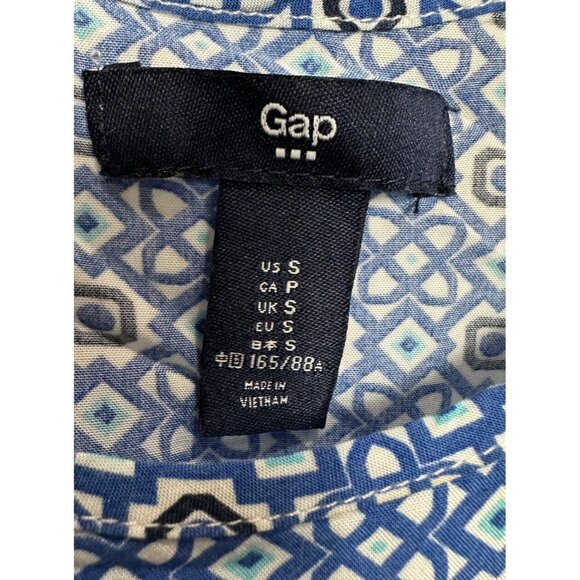 Gap
US S
CA P
UK S
EU S
日本 S
中国 165/88A
MADE IN
VIETNAM